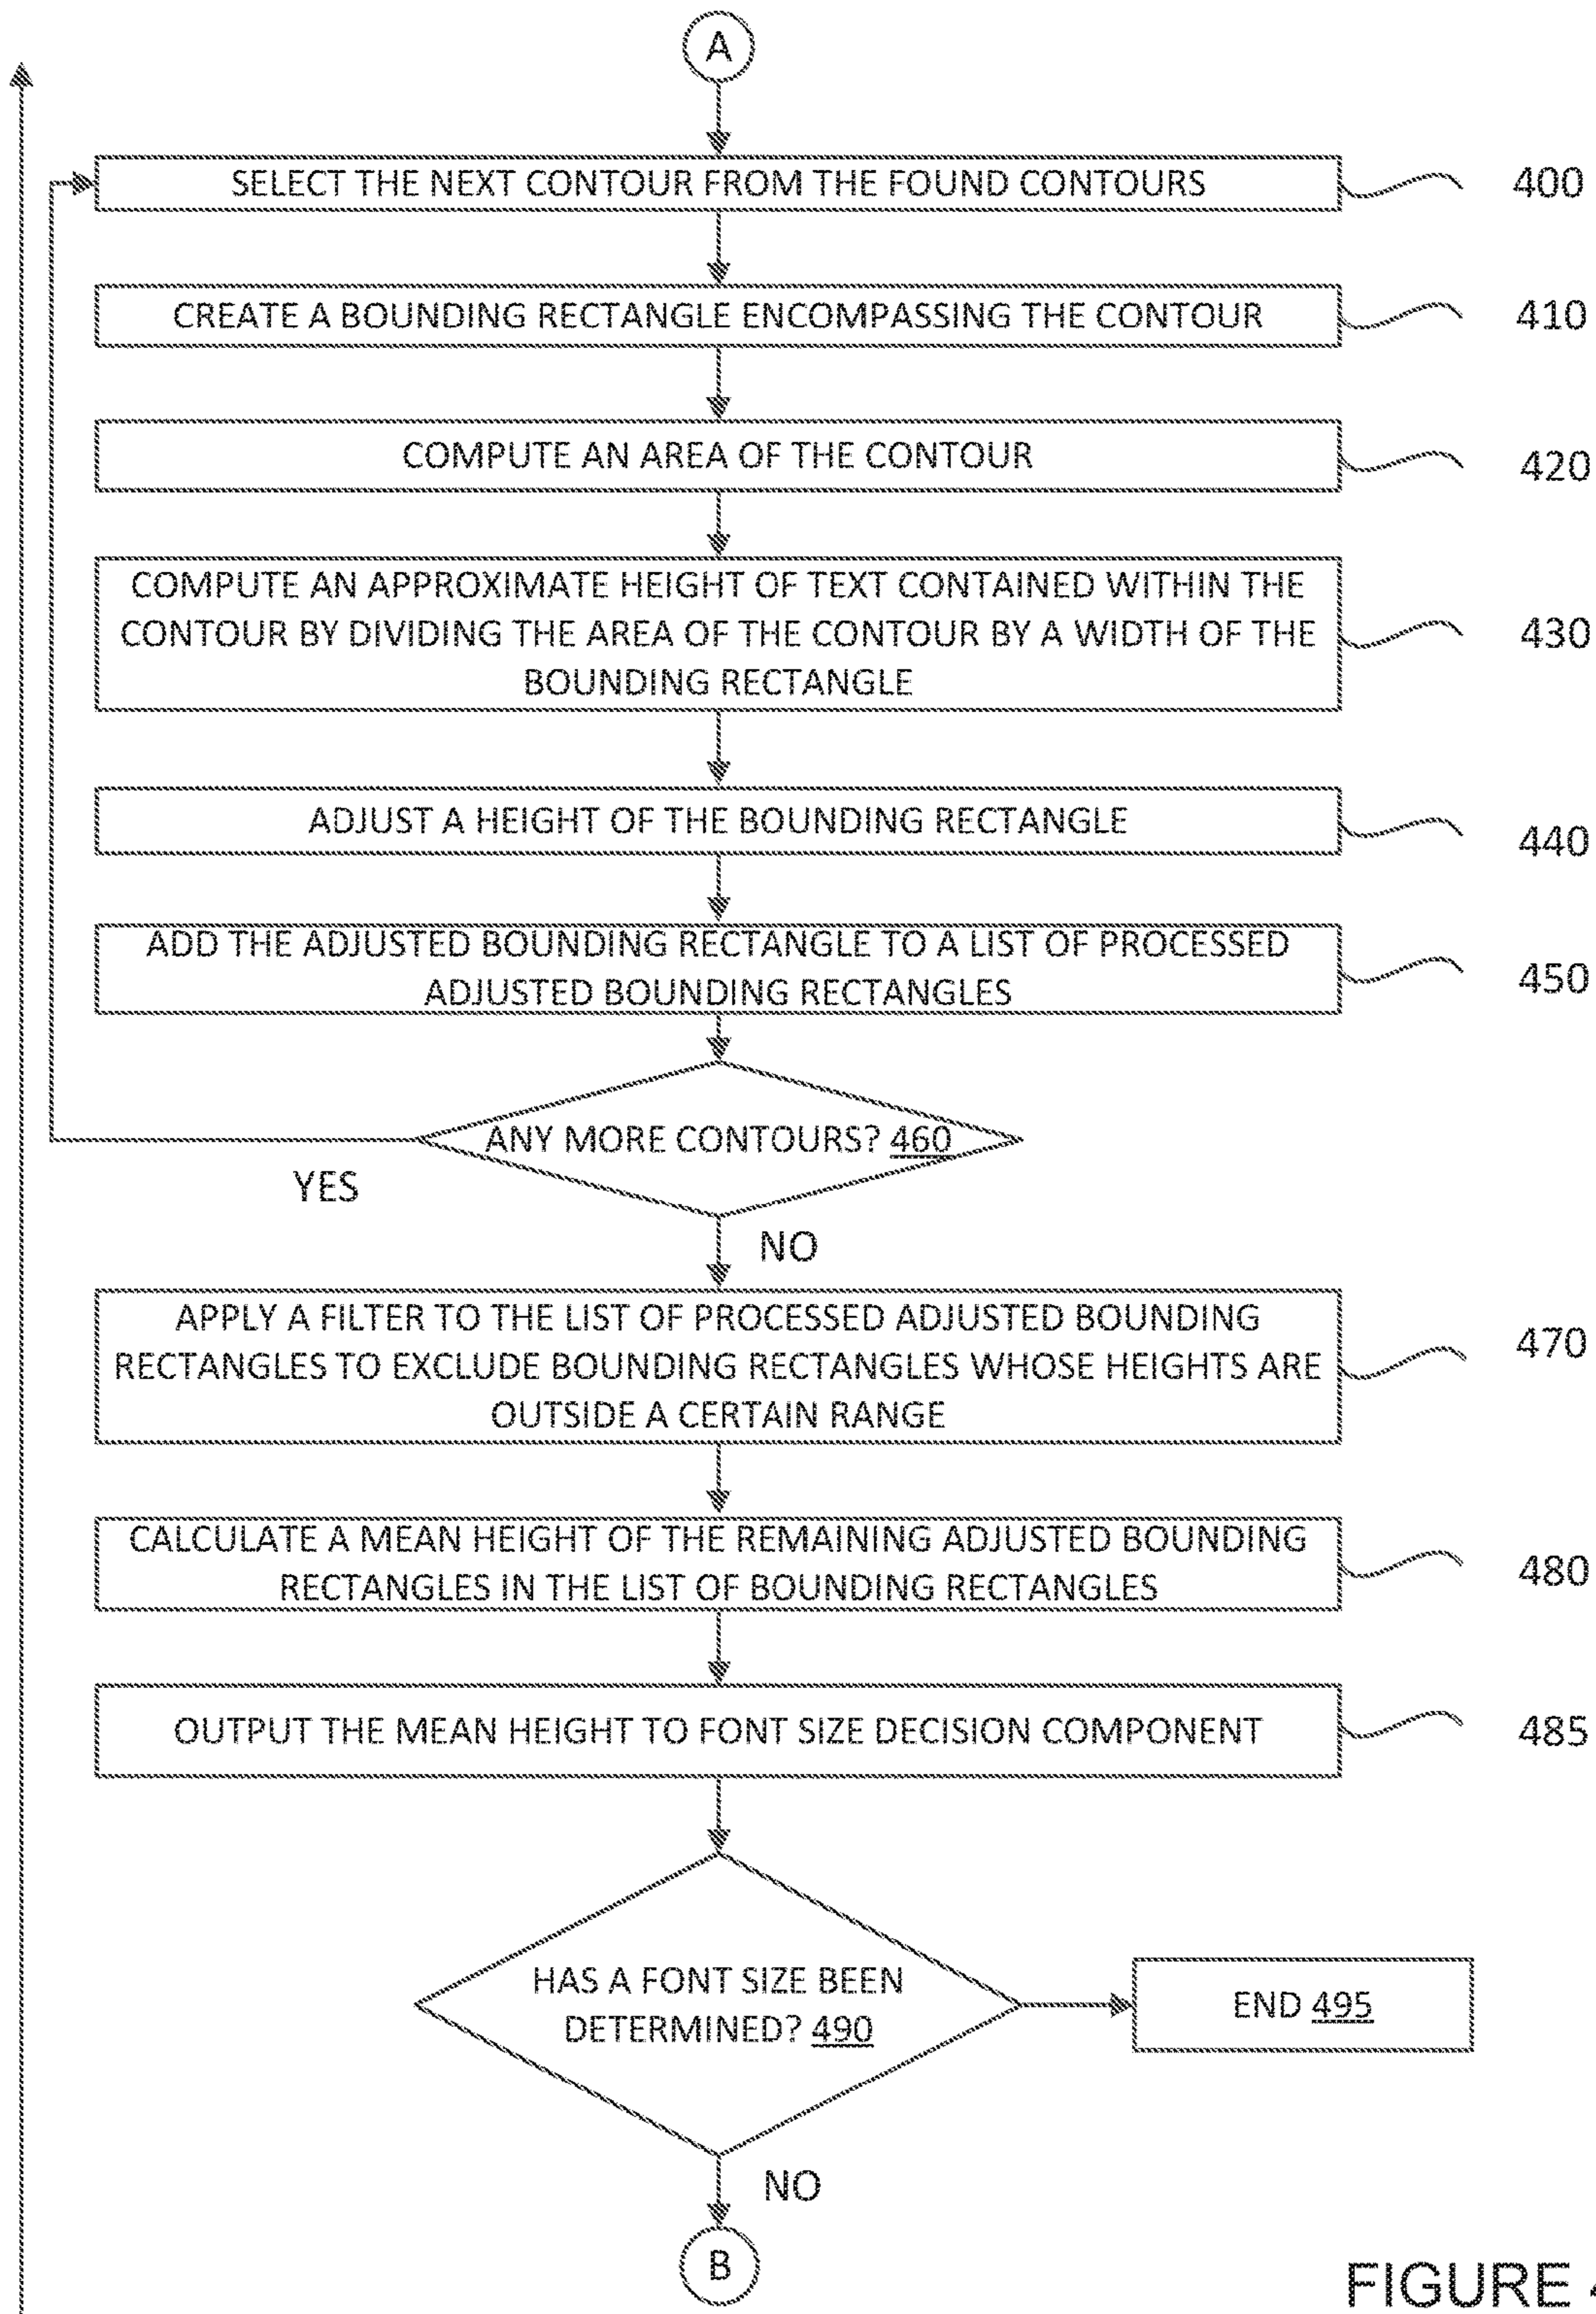 A
SELECT THE NEXT CONTOUR FROM THE FOUND CONTOURS
400
CREATE A BOUNDING RECTANGLE ENCOMPASSING THE CONTOUR
410
COMPUTE AN AREA OF THE CONTOUR
420
COMPUTE AN APPROXIMATE HEIGHT OF TEXT CONTAINED WITHIN THE
CONTOUR BY DIVIDING THE AREA OF THE CONTOUR BY A WIDTH OF THE
BOUNDING RECTANGLE
430
ADJUST A HEIGHT OF THE BOUNDING RECTANGLE
440
ADD THE ADJUSTED BOUNDING RECTANGLE TO A LIST OF PROCESSED
ADJUSTED BOUNDING RECTANGLES
450
ANY MORE CONTOURS? 460
YES
NO
APPLY A FILTER TO THE LIST OF PROCESSED ADJUSTED BOUNDING
RECTANGLES TO EXCLUDE BOUNDING RECTANGLES WHOSE HEIGHTS ARE
OUTSIDE A CERTAIN RANGE
470
CALCULATE A MEAN HEIGHT OF THE REMAINING ADJUSTED BOUNDING
RECTANGLES IN THE LIST OF BOUNDING RECTANGLES
480
OUTPUT THE MEAN HEIGHT TO FONT SIZE DECISION COMPONENT
485
HAS A FONT SIZE BEEN
DETERMINED? 490
END 495
NO
B
FIGURE